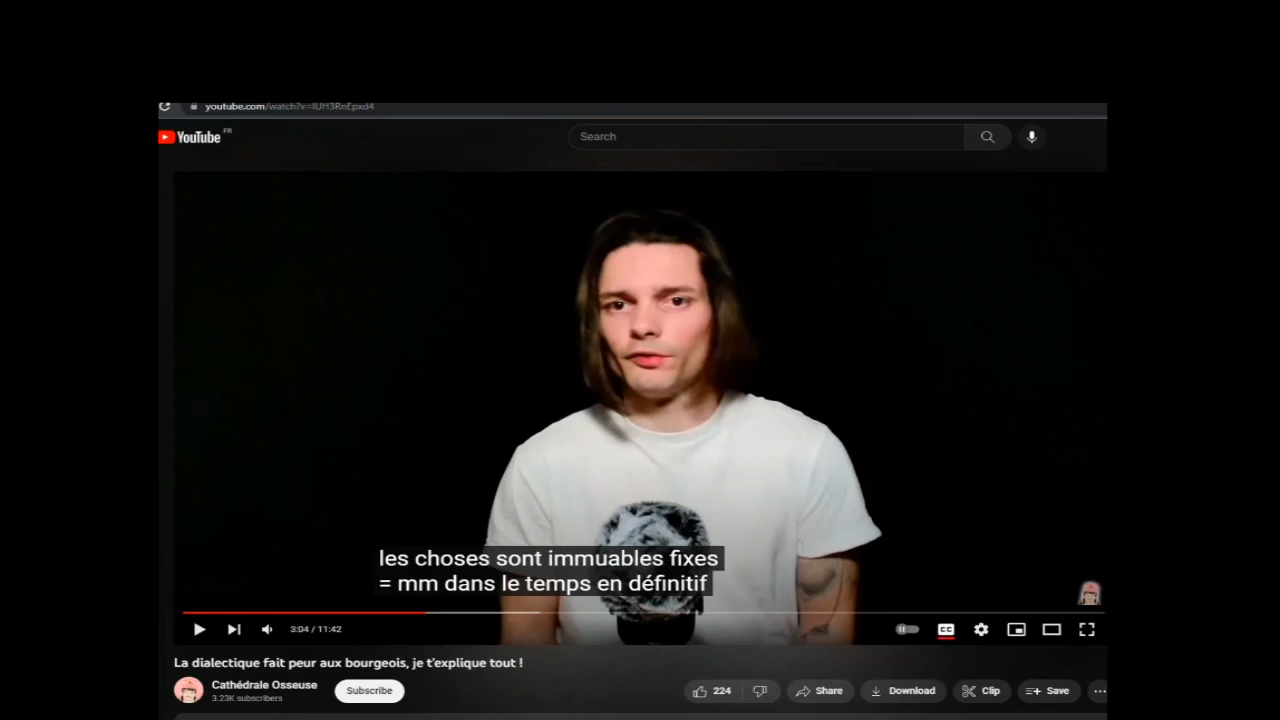 youtube.com/watch?v=IUH3RnEpxd4
YouTube FR
Search
les choses sont immuables fixes
= mm dans le temps en définitif
3:04 / 11:42
CC
La dialectique fait peur aux bourgeois, je t'explique tout !
Cathédrale Osseuse
3.23K subscribers
Subscribe
224
Share
Download
Clip
Save